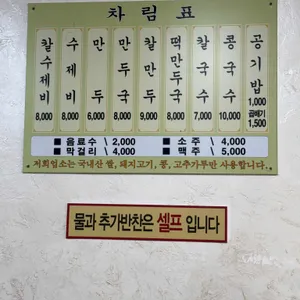 차림표
칼수제비 8,000
수제비 8,000
만두 6,000
만두국 8,000
칼만두 9,000
떡만두국 8,000
칼국수 7,000
콩국수 10,000
공기밥 1,000
곱빼기 1,500
■ 음료수 \ 2,000 ■ 소주 \ 4,000
■ 막걸리 \ 4,000 ■ 맥주 \ 5,000
저희업소는 국내산 쌀, 돼지고기, 콩, 고추가루만 사용합니다.
물과 추가반찬은 셀프 입니다